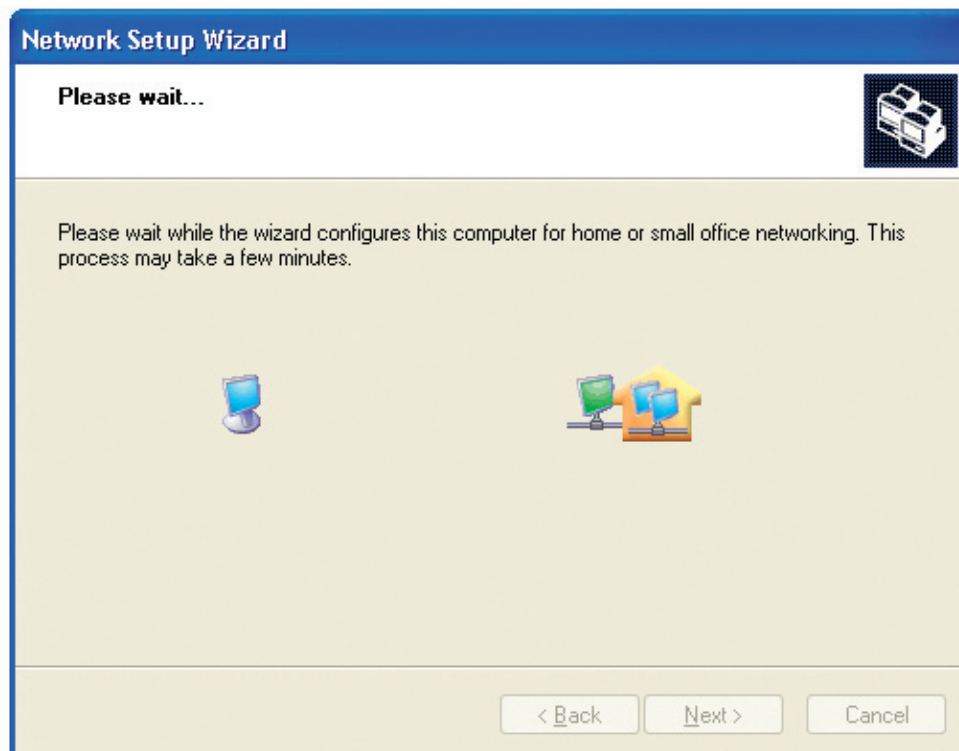 Network Setup Wizard
Please wait...
Please wait while the wizard configures this computer for home or small office networking. This
process may take a few minutes.
< Back
Next >
Cancel